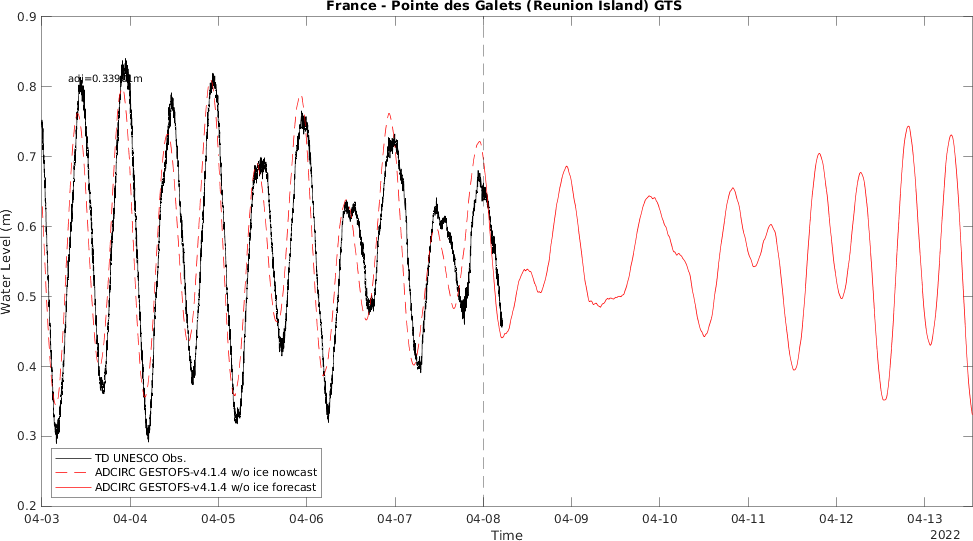 France - Pointe des Galets (Reunion Island) GTS
0.9
0.8
0.7
0.6
0.5
0.4
0.3
0.2
Water Level (m)
TD UNESCO Obs.
ADCIRC GESTOFS-v4.1.4 w/o ice nowcast
ADCIRC GESTOFS-v4.1.4 w/o ice forecast
04-03 04-04 04-05 04-06 04-07 04-08 04-09 04-10 04-11 04-12 04-13
Time
2022